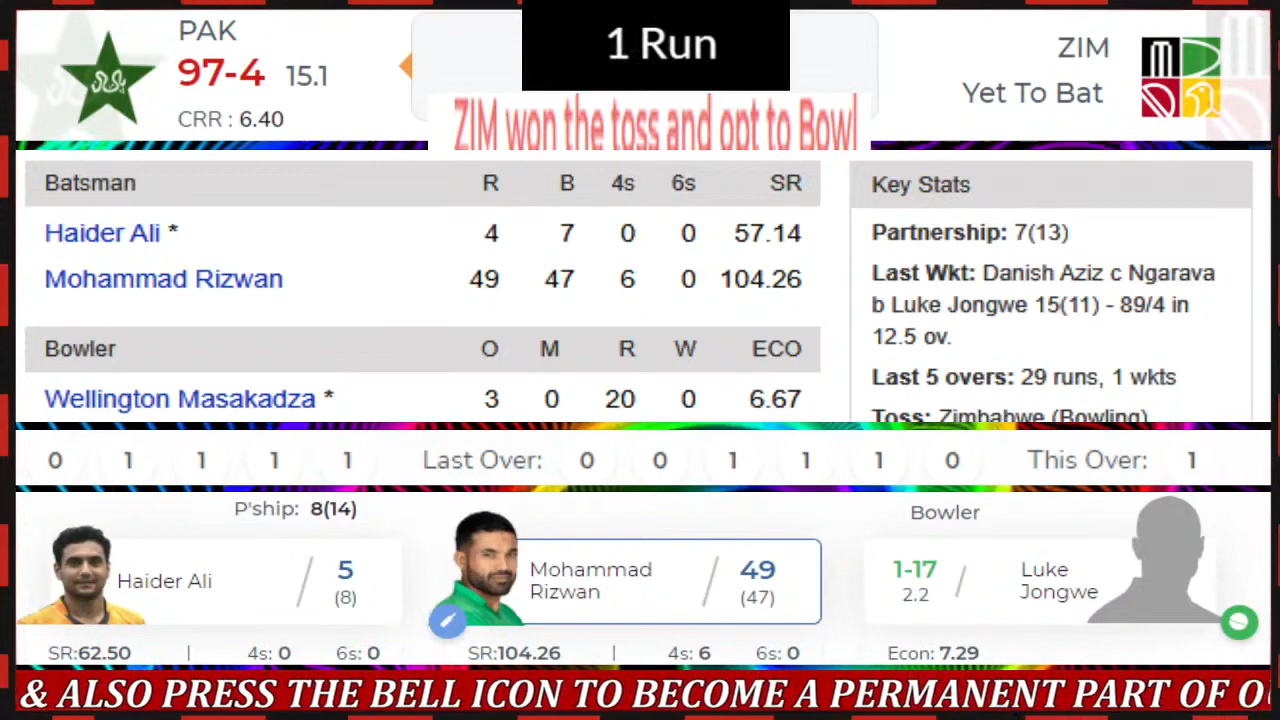 PAK
97-4 15.1
CRR : 6.40
1 Run
ZIM won the toss and opt to Bowl
ZIM
Yet To Bat
Batsman R B 4s 6s SR
Haider Ali * 4 7 0 0 57.14
Mohammad Rizwan 49 47 6 0 104.26
Bowler O M R W ECO
Wellington Masakadza * 3 0 20 0 6.67
Key Stats
Partnership: 7(13)
Last Wkt: Danish Aziz c Ngarava
b Luke Jongwe 15(11) - 89/4 in
12.5 ov.
Last 5 overs: 29 runs, 1 wkts
Toss: Zimbabwe (Bowling)
0 1 1 1 1 Last Over: 0 0 1 1 1 0 This Over: 1
P'ship: 8(14)
Haider Ali 5
(8)
SR:62.50 | 4s: 0 6s: 0
Mohammad
Rizwan
49
(47)
SR:104.26 | 4s: 6 6s: 0
Bowler
1-17
2.2
Luke
Jongwe
Econ: 7.29
& ALSO PRESS THE BELL ICON TO BECOME A PERMANENT PART OF O